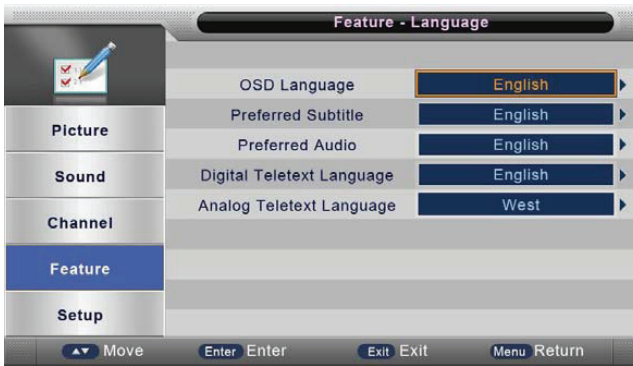 Feature - Language
OSD Language English
Preferred Subtitle English
Preferred Audio English
Digital Teletext Language English
Analog Teletext Language West
Picture
Sound
Channel
Feature
Setup
Move Enter Enter Exit Exit Menu Return